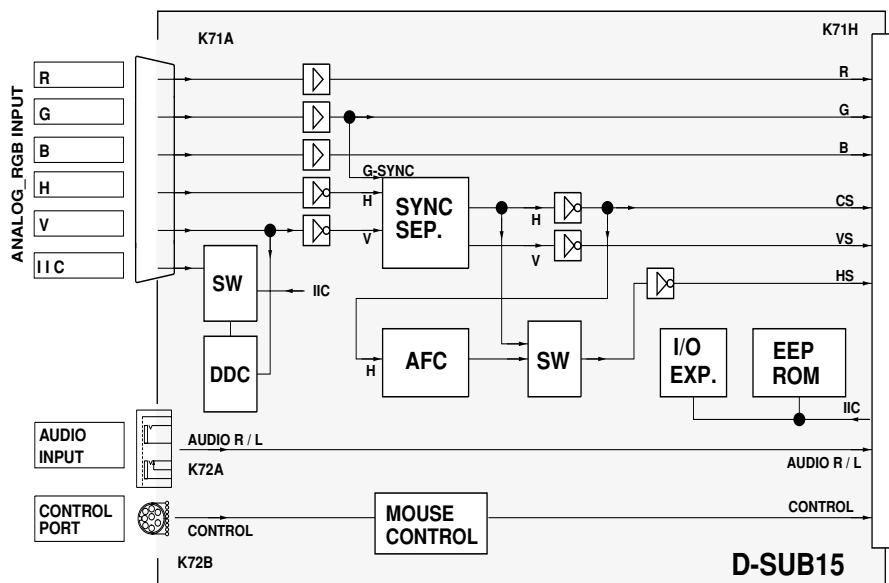 K71A
K71H
ANALOG_RGB INPUT
R
R
G
G
B
B
G-SYNC
H
H
SYNC
SEP.
H
CS
V
V
V
VS
I I C
SW
IIC
HS
DDC
H
AFC
SW
I/O
EXP.
EEP
ROM
IIC
AUDIO
INPUT
AUDIO R / L
K72A
AUDIO R / L
CONTROL
PORT
CONTROL
MOUSE
CONTROL
CONTROL
K72B
D-SUB15